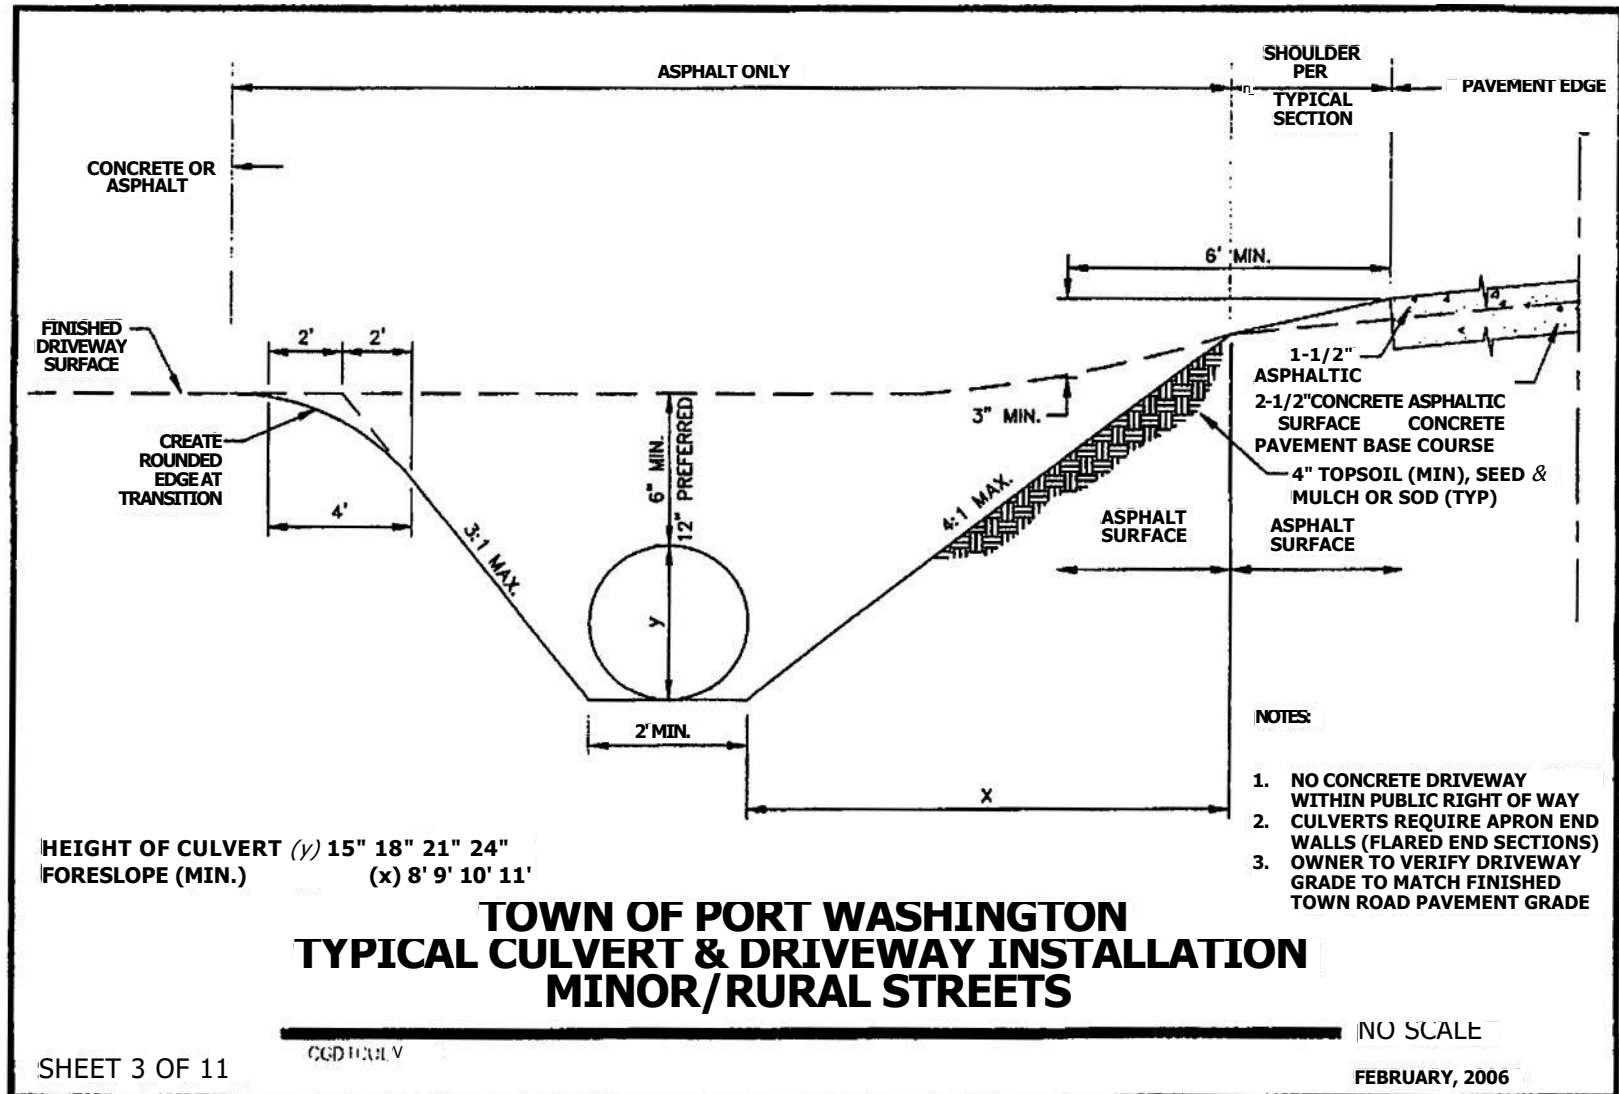 ASPHALT ONLY
SHOULDER
PER
TYPICAL
SECTION
PAVEMENT EDGE
CONCRETE OR
ASPHALT
6' MIN.
FINISHED
DRIVEWAY
SURFACE
2' 2'
CREATE
ROUNDED
EDGE AT
TRANSITION
4'
3:1 MAX.
6" MIN.
12" PREFERRED
y
3" MIN.
4:1 MAX.
1-1/2"
ASPHALTIC
2-1/2"CONCRETE ASPHALTIC
SURFACE CONCRETE
PAVEMENT BASE COURSE
4" TOPSOIL (MIN), SEED &
MULCH OR SOD (TYP)
ASPHALT
SURFACE
ASPHALT
SURFACE
2' MIN.
X
NOTES:
1. NO CONCRETE DRIVEWAY
WITHIN PUBLIC RIGHT OF WAY
2. CULVERTS REQUIRE APRON END
WALLS (FLARED END SECTIONS)
3. OWNER TO VERIFY DRIVEWAY
GRADE TO MATCH FINISHED
TOWN ROAD PAVEMENT GRADE
HEIGHT OF CULVERT (y) 15" 18" 21" 24"
FORESLOPE (MIN.) (x) 8' 9' 10' 11'
TOWN OF PORT WASHINGTON
TYPICAL CULVERT & DRIVEWAY INSTALLATION
MINOR/RURAL STREETS
NO SCALE
SHEET 3 OF 11
FEBRUARY, 2006